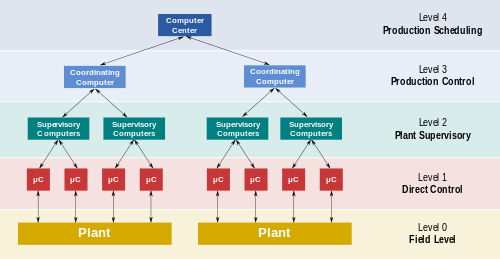 Computer
Center
Level 4
Production Scheduling
Coordinating
Computer
Coordinating
Computer
Level 3
Production Control
Supervisory
Computers
Supervisory
Computers
Supervisory
Computers
Supervisory
Computers
Level 2
Plant Supervisory
µC
µC
µC
µC
µC
µC
µC
µC
Level 1
Direct Control
Plant
Plant
Level 0
Field Level